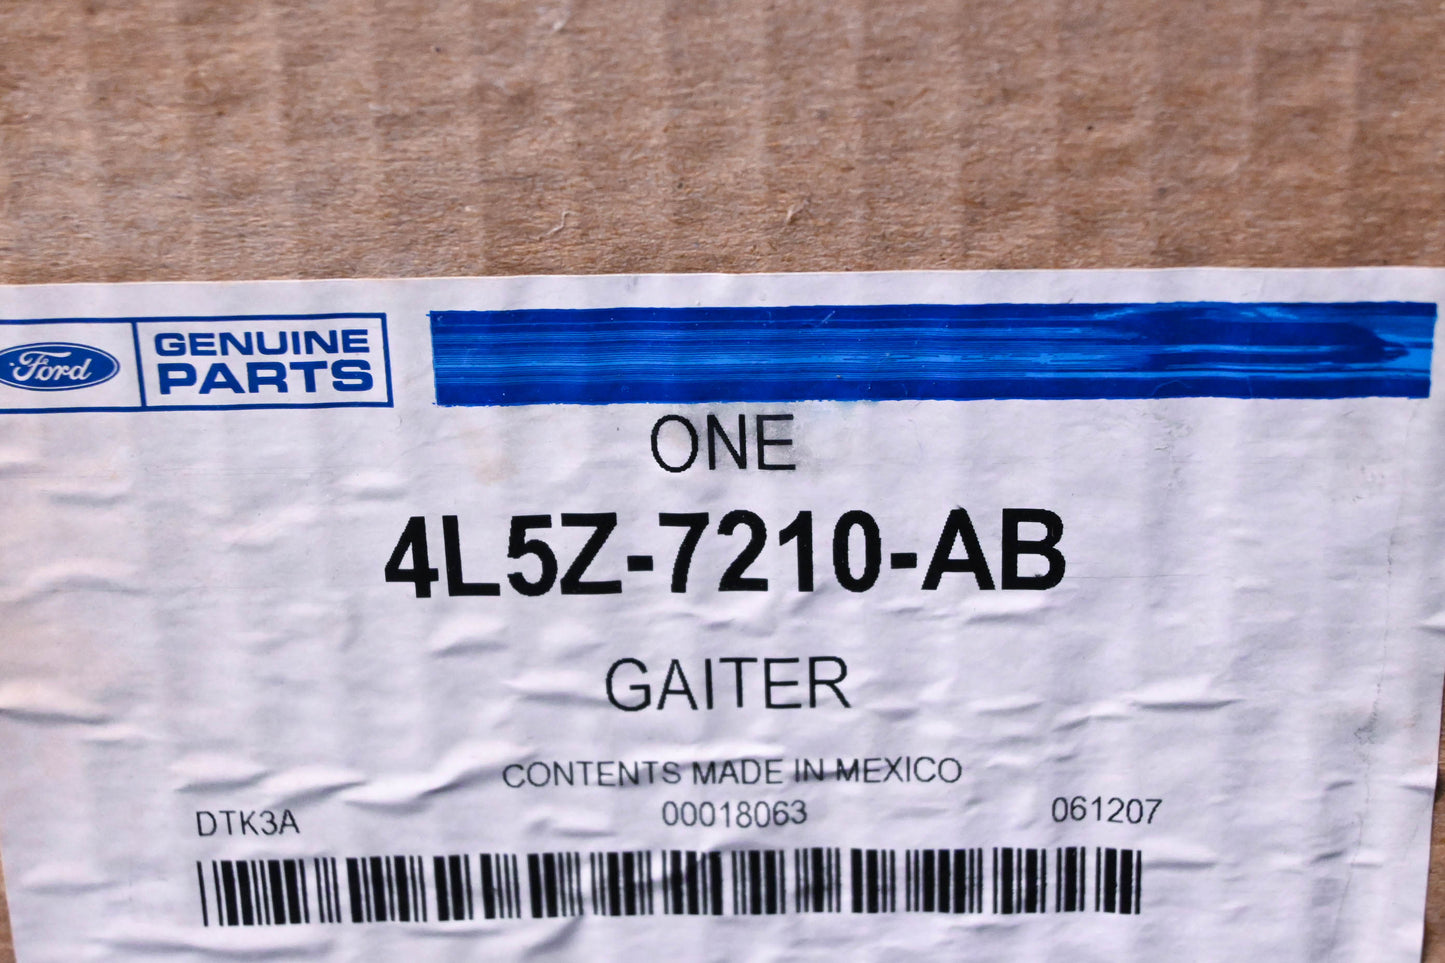 Ford
GENUINE
PARTS
ONE
4L5Z-7210-AB
GAITER
CONTENTS MADE IN MEXICO
DTK3A 00018063 061207